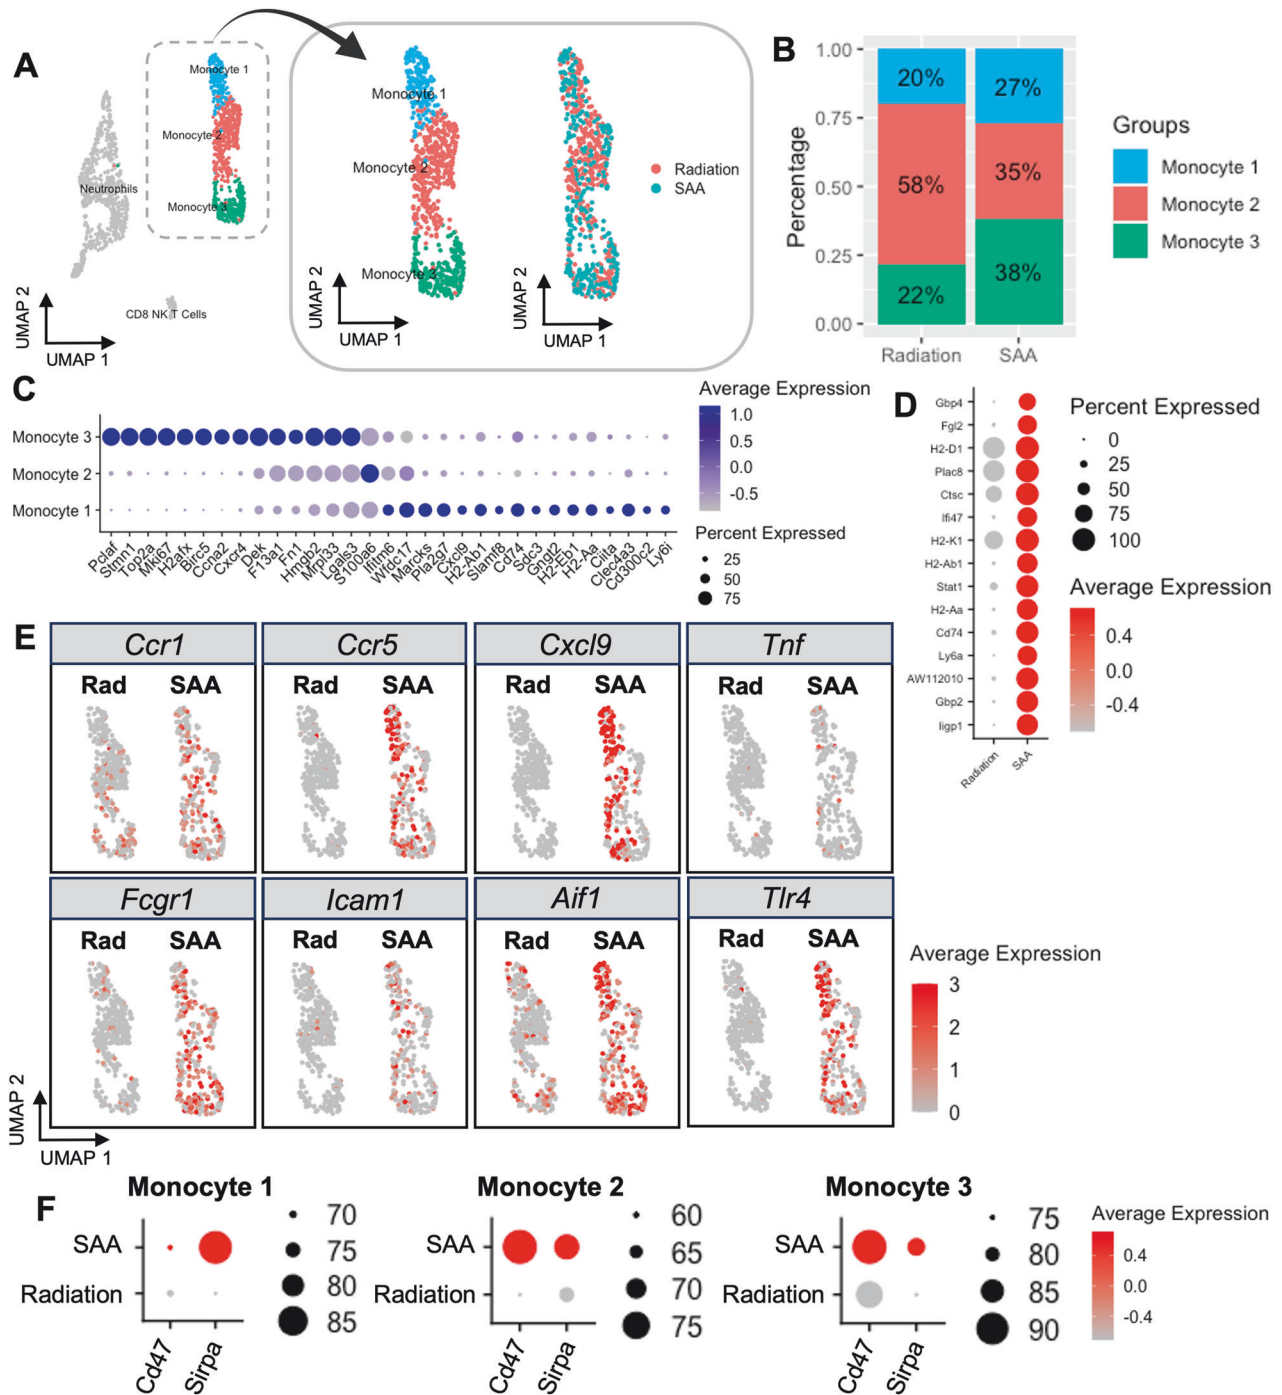 A
Monocyte 1
Monocyte 2
Monocyte 3
Neutrophils
CD8 NK T Cells
UMAP 2
UMAP 1
Monocyte 1
Monocyte 2
Monocyte 3
UMAP 2
UMAP 1
UMAP 2
UMAP 1
Radiation
SAA
B
Percentage
1.00
0.75
0.50
0.25
0.00
20%
58%
22%
27%
35%
38%
Radiation
SAA
Groups
Monocyte 1
Monocyte 2
Monocyte 3
C
Monocyte 3
Monocyte 2
Monocyte 1
Pclaf
Stmn1
Top2a
Mki67
H2afx
Birc5
Ccna2
Cxcr4
Dek
F13a1
Fn1
Hmgb2
Mrpl33
Lgals3
S100a6
Ifitm6
Wfdc17
Marcks
Pla2g7
Cxcl9
H2-Ab1
Slamf8
Cd74
Sdc3
Gngt2
H2-Eb1
H2-Aa
Ciita
Clec4a3
Cd300c2
Ly6i
Average Expression
1.0
0.5
0.0
-0.5
Percent Expressed
25
50
75
D
Gbp4
Fgl2
H2-D1
Plac8
Ctsc
Ifi47
H2-K1
H2-Ab1
Stat1
H2-Aa
Cd74
Ly6a
AW112010
Gbp2
Iigp1
Radiation
SAA
Percent Expressed
0
25
50
75
100
Average Expression
0.4
0.0
-0.4
E
Ccr1
Rad SAA
Ccr5
Rad SAA
Cxcl9
Rad SAA
Tnf
Rad SAA
Fcgr1
Rad SAA
Icam1
Rad SAA
Aif1
Rad SAA
Tlr4
Rad SAA
UMAP 2
UMAP 1
Average Expression
3
2
1
0
F
Monocyte 1
SAA
Radiation
Cd47
Sirpa
70
75
80
85
Monocyte 2
SAA
Radiation
Cd47
Sirpa
60
65
70
75
Monocyte 3
SAA
Radiation
Cd47
Sirpa
75
80
85
90
Average Expression
0.4
0.0
-0.4